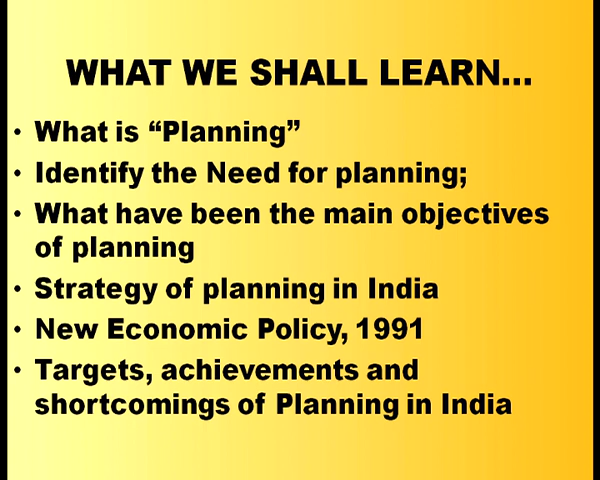 WHAT WE SHALL LEARN...
• What is “Planning”
• Identify the Need for planning;
• What have been the main objectives
of planning
• Strategy of planning in India
• New Economic Policy, 1991
• Targets, achievements and
shortcomings of Planning in India